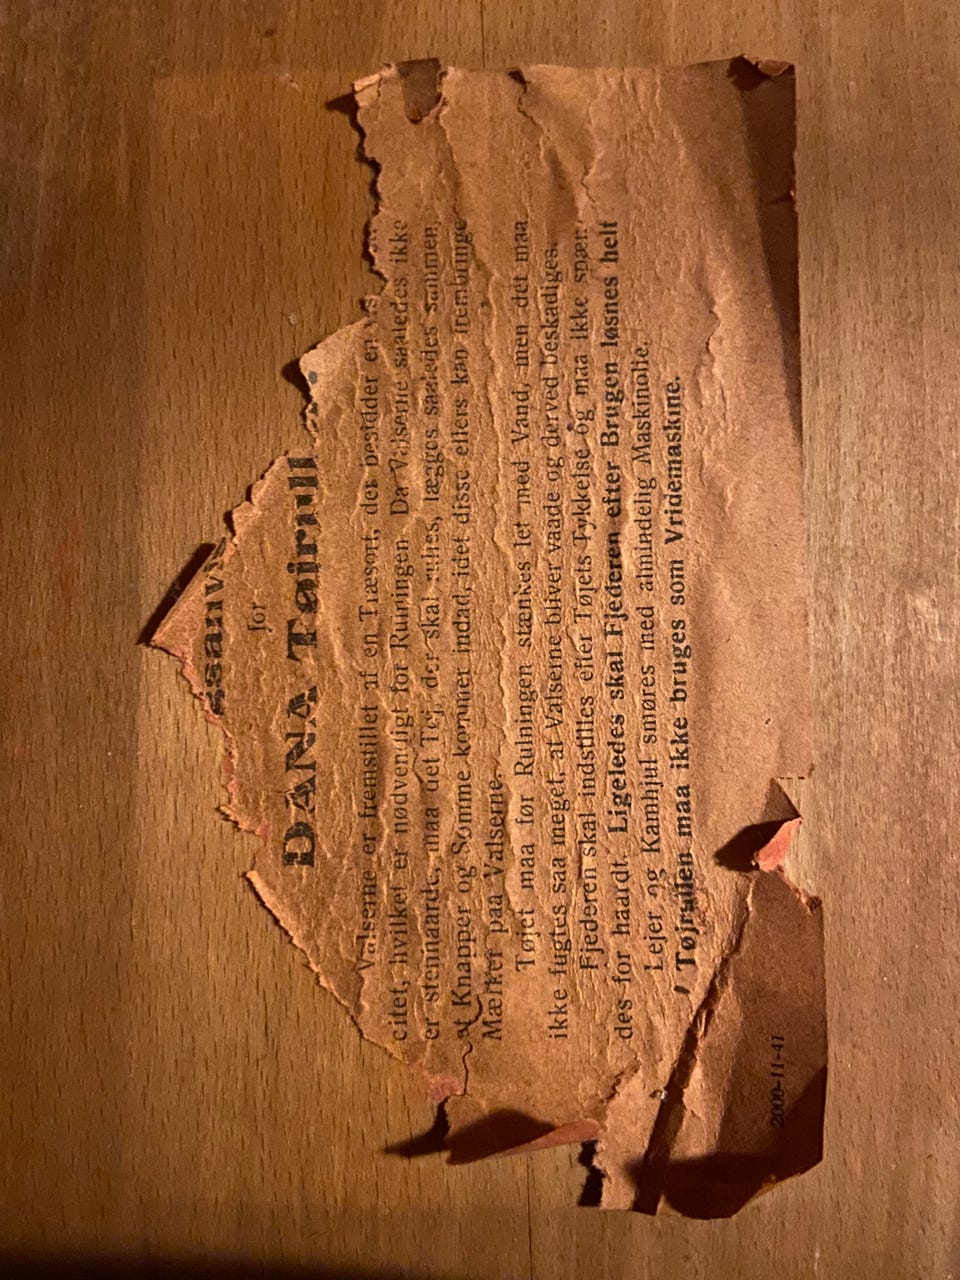 ssanv
for
DANA Tøjrull
Valserne er fremstillet af en Træsort, der besidder en vis
citet, hvilket er nødvendigt for Runingen. Da Valserne saaledes ikke
er stennaarde, maa det Tøj, der skal rulles, lægges saaledes sammen,
at Knapper og Sømme kommer indad, idet disse ellers kan frembringe
Mærker paa Valserne.
Tøjet maa før Rulningen stænkes let med Vand, men det maa
ikke fugtes saa meget, at Valserne bliver vaade og derved beskadiges.
Fjederen skal indstilles efter Tøjets Tykkelse og maa ikke spæn-
des for haardt. Ligeledes skal Fjederen efter Brugen løsnes helt
Lejer og Kamhjul smøres med almindelig Maskinolie.
Tøjrullen maa ikke bruges som Vridemaskine.
2000-11-41